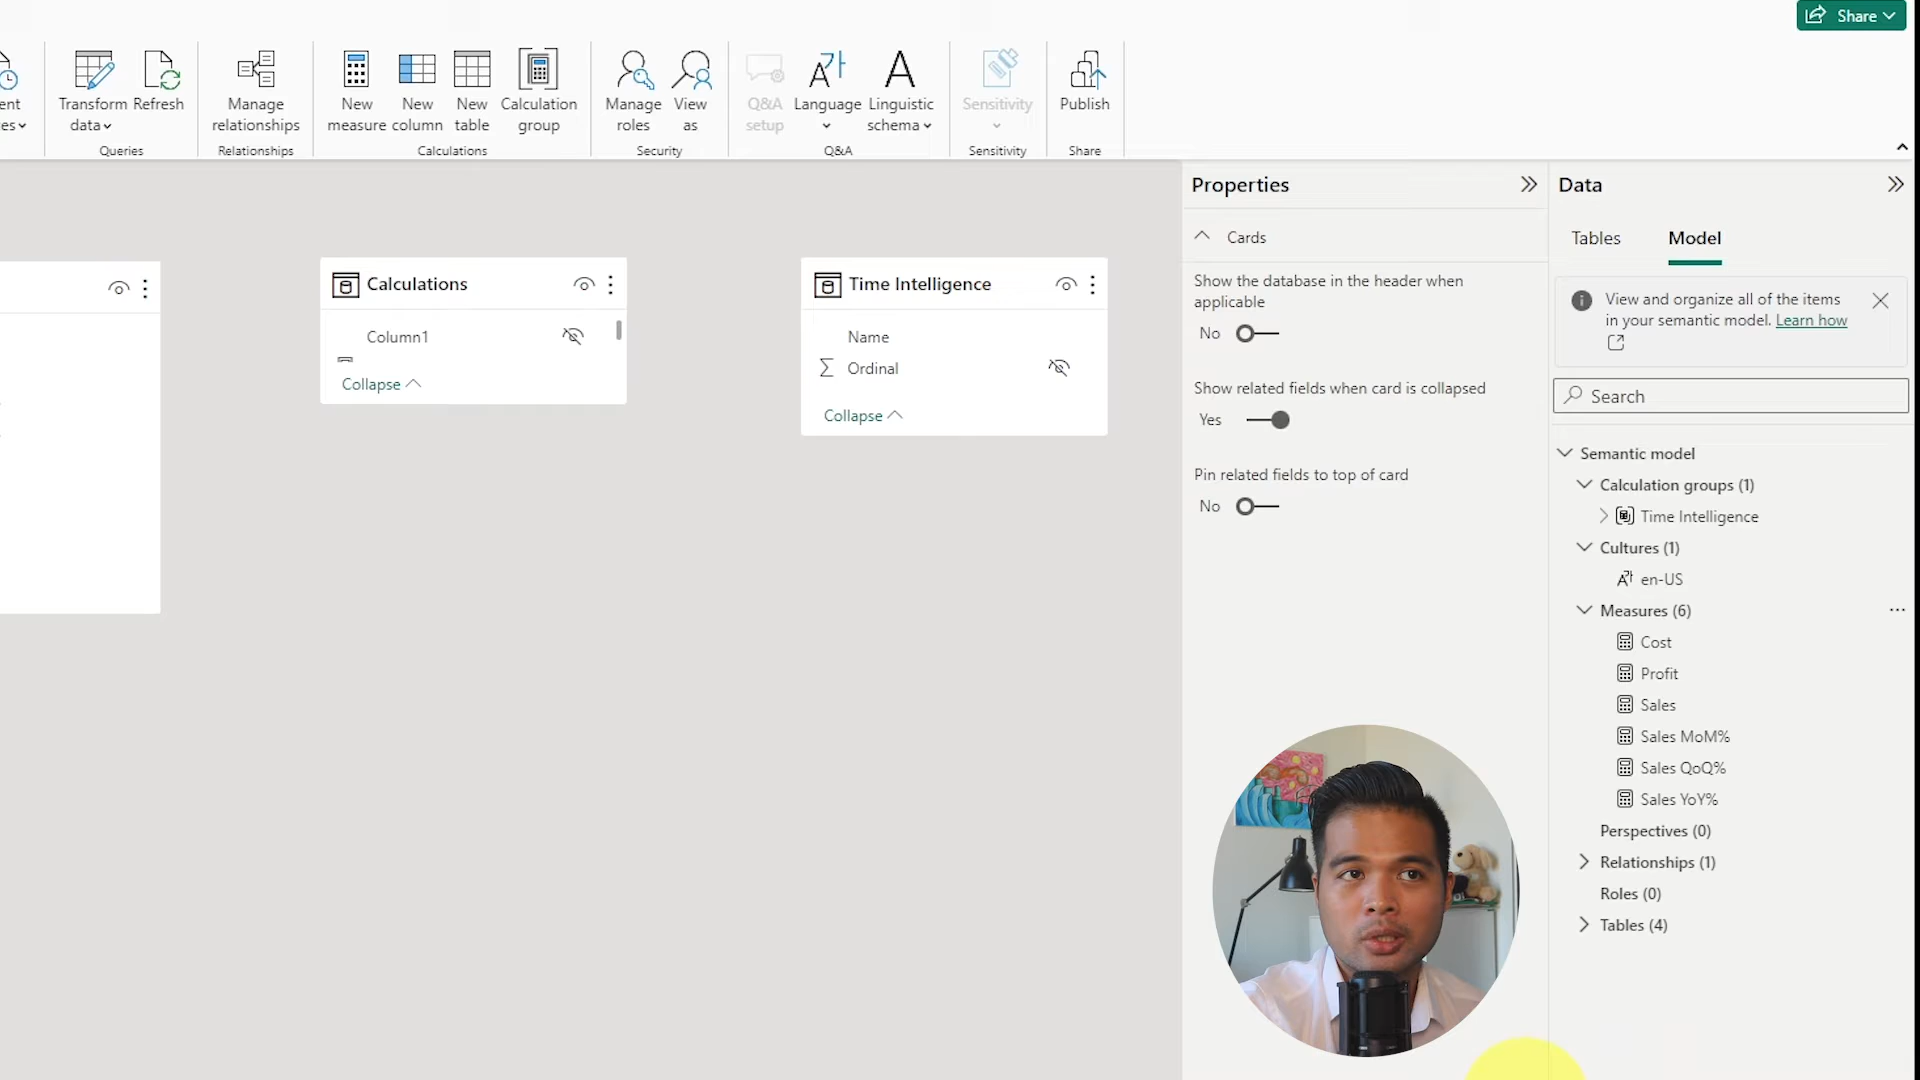 Share
ent
es
Transform
data
Refresh
Queries
Manage
relationships
Relationships
New
measure
New
column
New
table
Calculation
group
Calculations
Manage
roles
View
as
Security
Q&A
setup
Language
Linguistic
schema
Q&A
Sensitivity
Sensitivity
Publish
Share
Calculations
Column1
Collapse
Time Intelligence
Name
Ordinal
Collapse
Properties
Cards
Show the database in the header when
applicable
No
Show related fields when card is collapsed
Yes
Pin related fields to top of card
No
Data
Tables
Model
View and organize all of the items
in your semantic model. Learn how
Search
Semantic model
Calculation groups (1)
Time Intelligence
Cultures (1)
en-US
Measures (6)
Cost
Profit
Sales
Sales MoM%
Sales QoQ%
Sales YoY%
Perspectives (0)
Relationships (1)
Roles (0)
Tables (4)